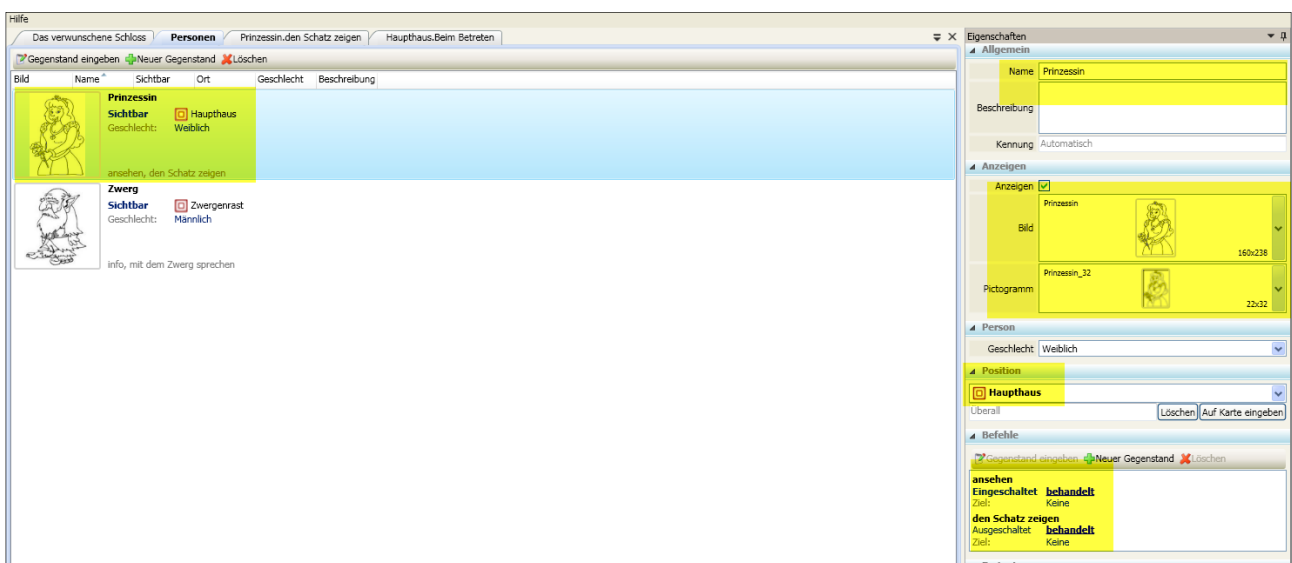 Hilfe
Das verwunschene Schloss Personen Prinzessin.den Schatz zeigen Haupthaus.Beim Betreten
Gegenstand eingeben Neuer Gegenstand Löschen
Bild Name Sichtbar Ort Geschlecht Beschreibung
Prinzessin
Sichtbar Haupthaus
Geschlecht: Weiblich
ansehen, den Schatz zeigen
Zwerg
Sichtbar Zwergenrast
Geschlecht: Männlich
info, mit dem Zwerg sprechen
Eigenschaften
Allgemein
Name Prinzessin
Beschreibung
Kennung Automatisch
Anzeigen
Anzeigen
Prinzessin
Bild
160x238
Prinzessin_32
Pictogramm
22x32
Person
Geschlecht Weiblich
Position
Haupthaus
Überall Löschen Auf Karte eingeben
Befehle
Gegenstand eingeben Neuer Gegenstand Löschen
ansehen
Eingeschaltet behandelt
Ziel: Keine
den Schatz zeigen
Ausgeschaltet behandelt
Ziel: Keine